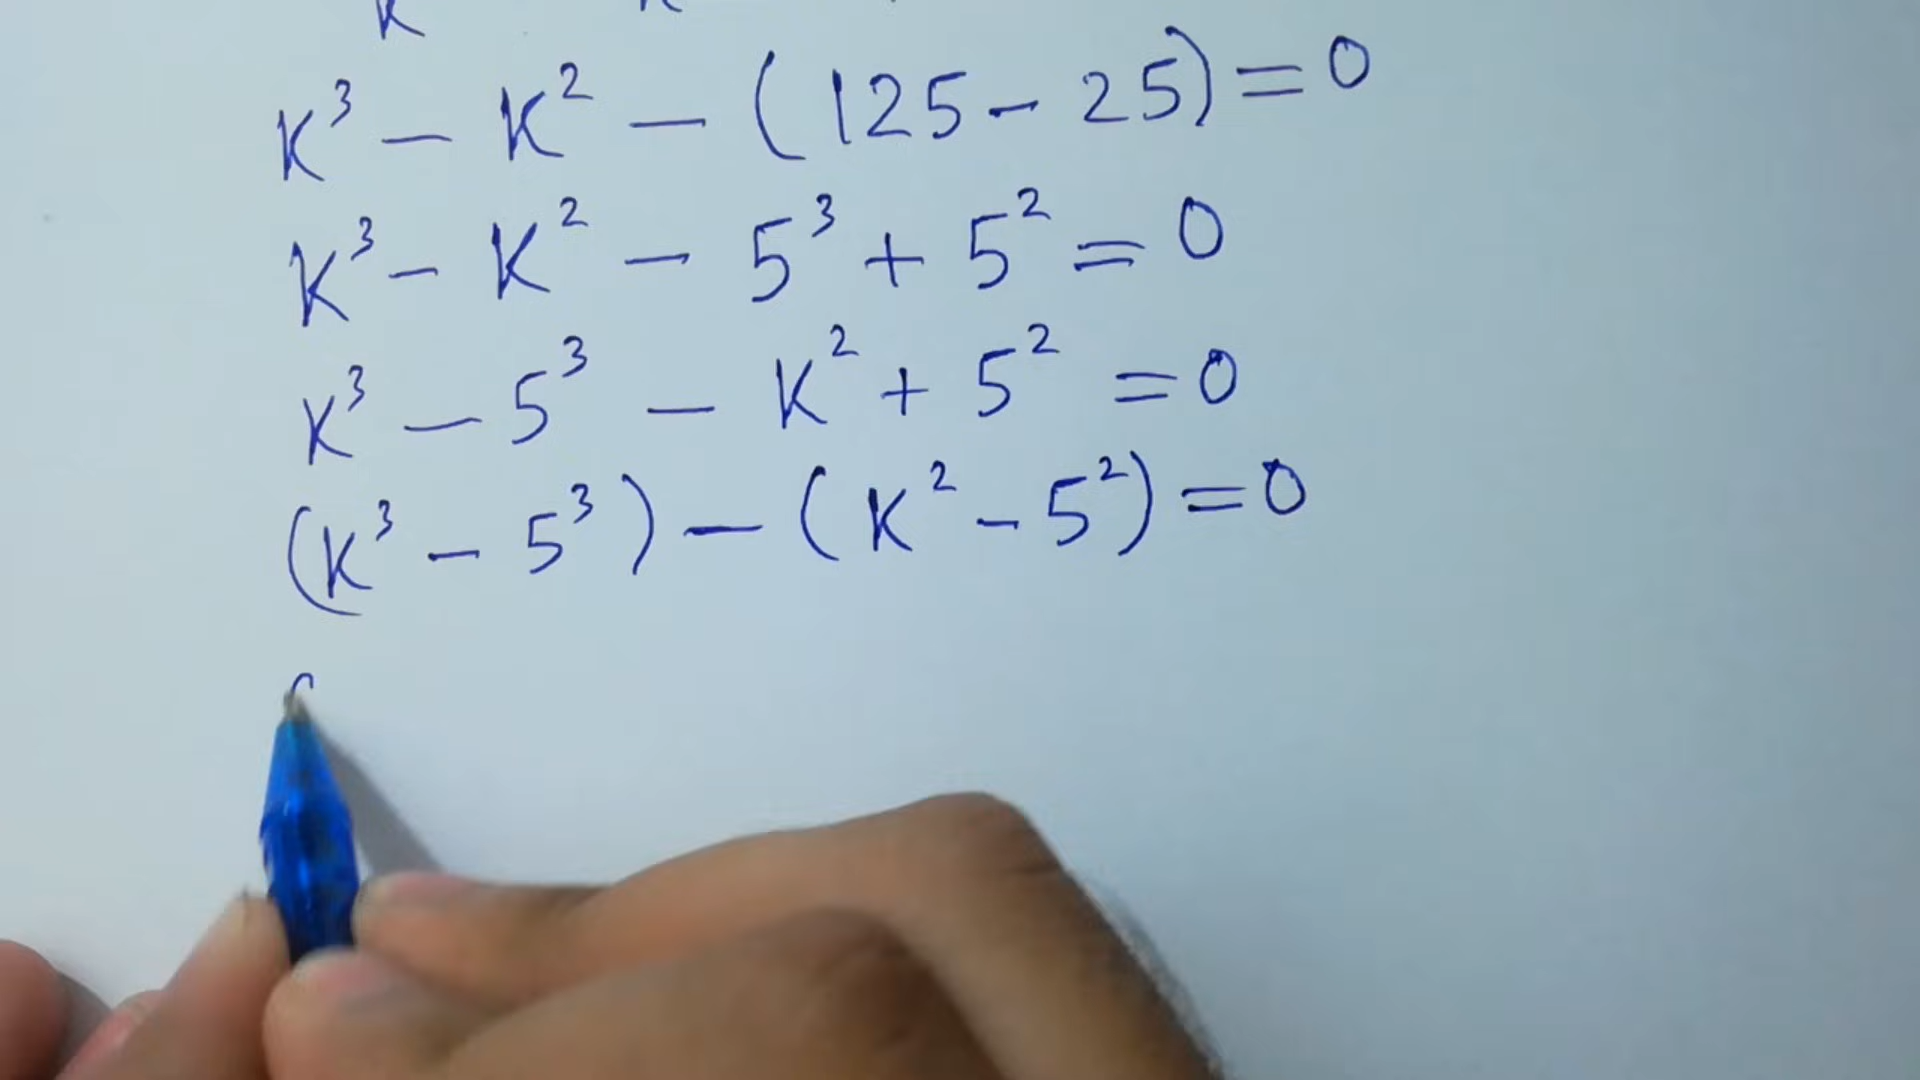 K³ - K² - (125 - 25) = 0
K³ - K² - 5³ + 5² = 0
K³ - 5³ - K² + 5² = 0
(K³ - 5³) - (K² - 5²) = 0